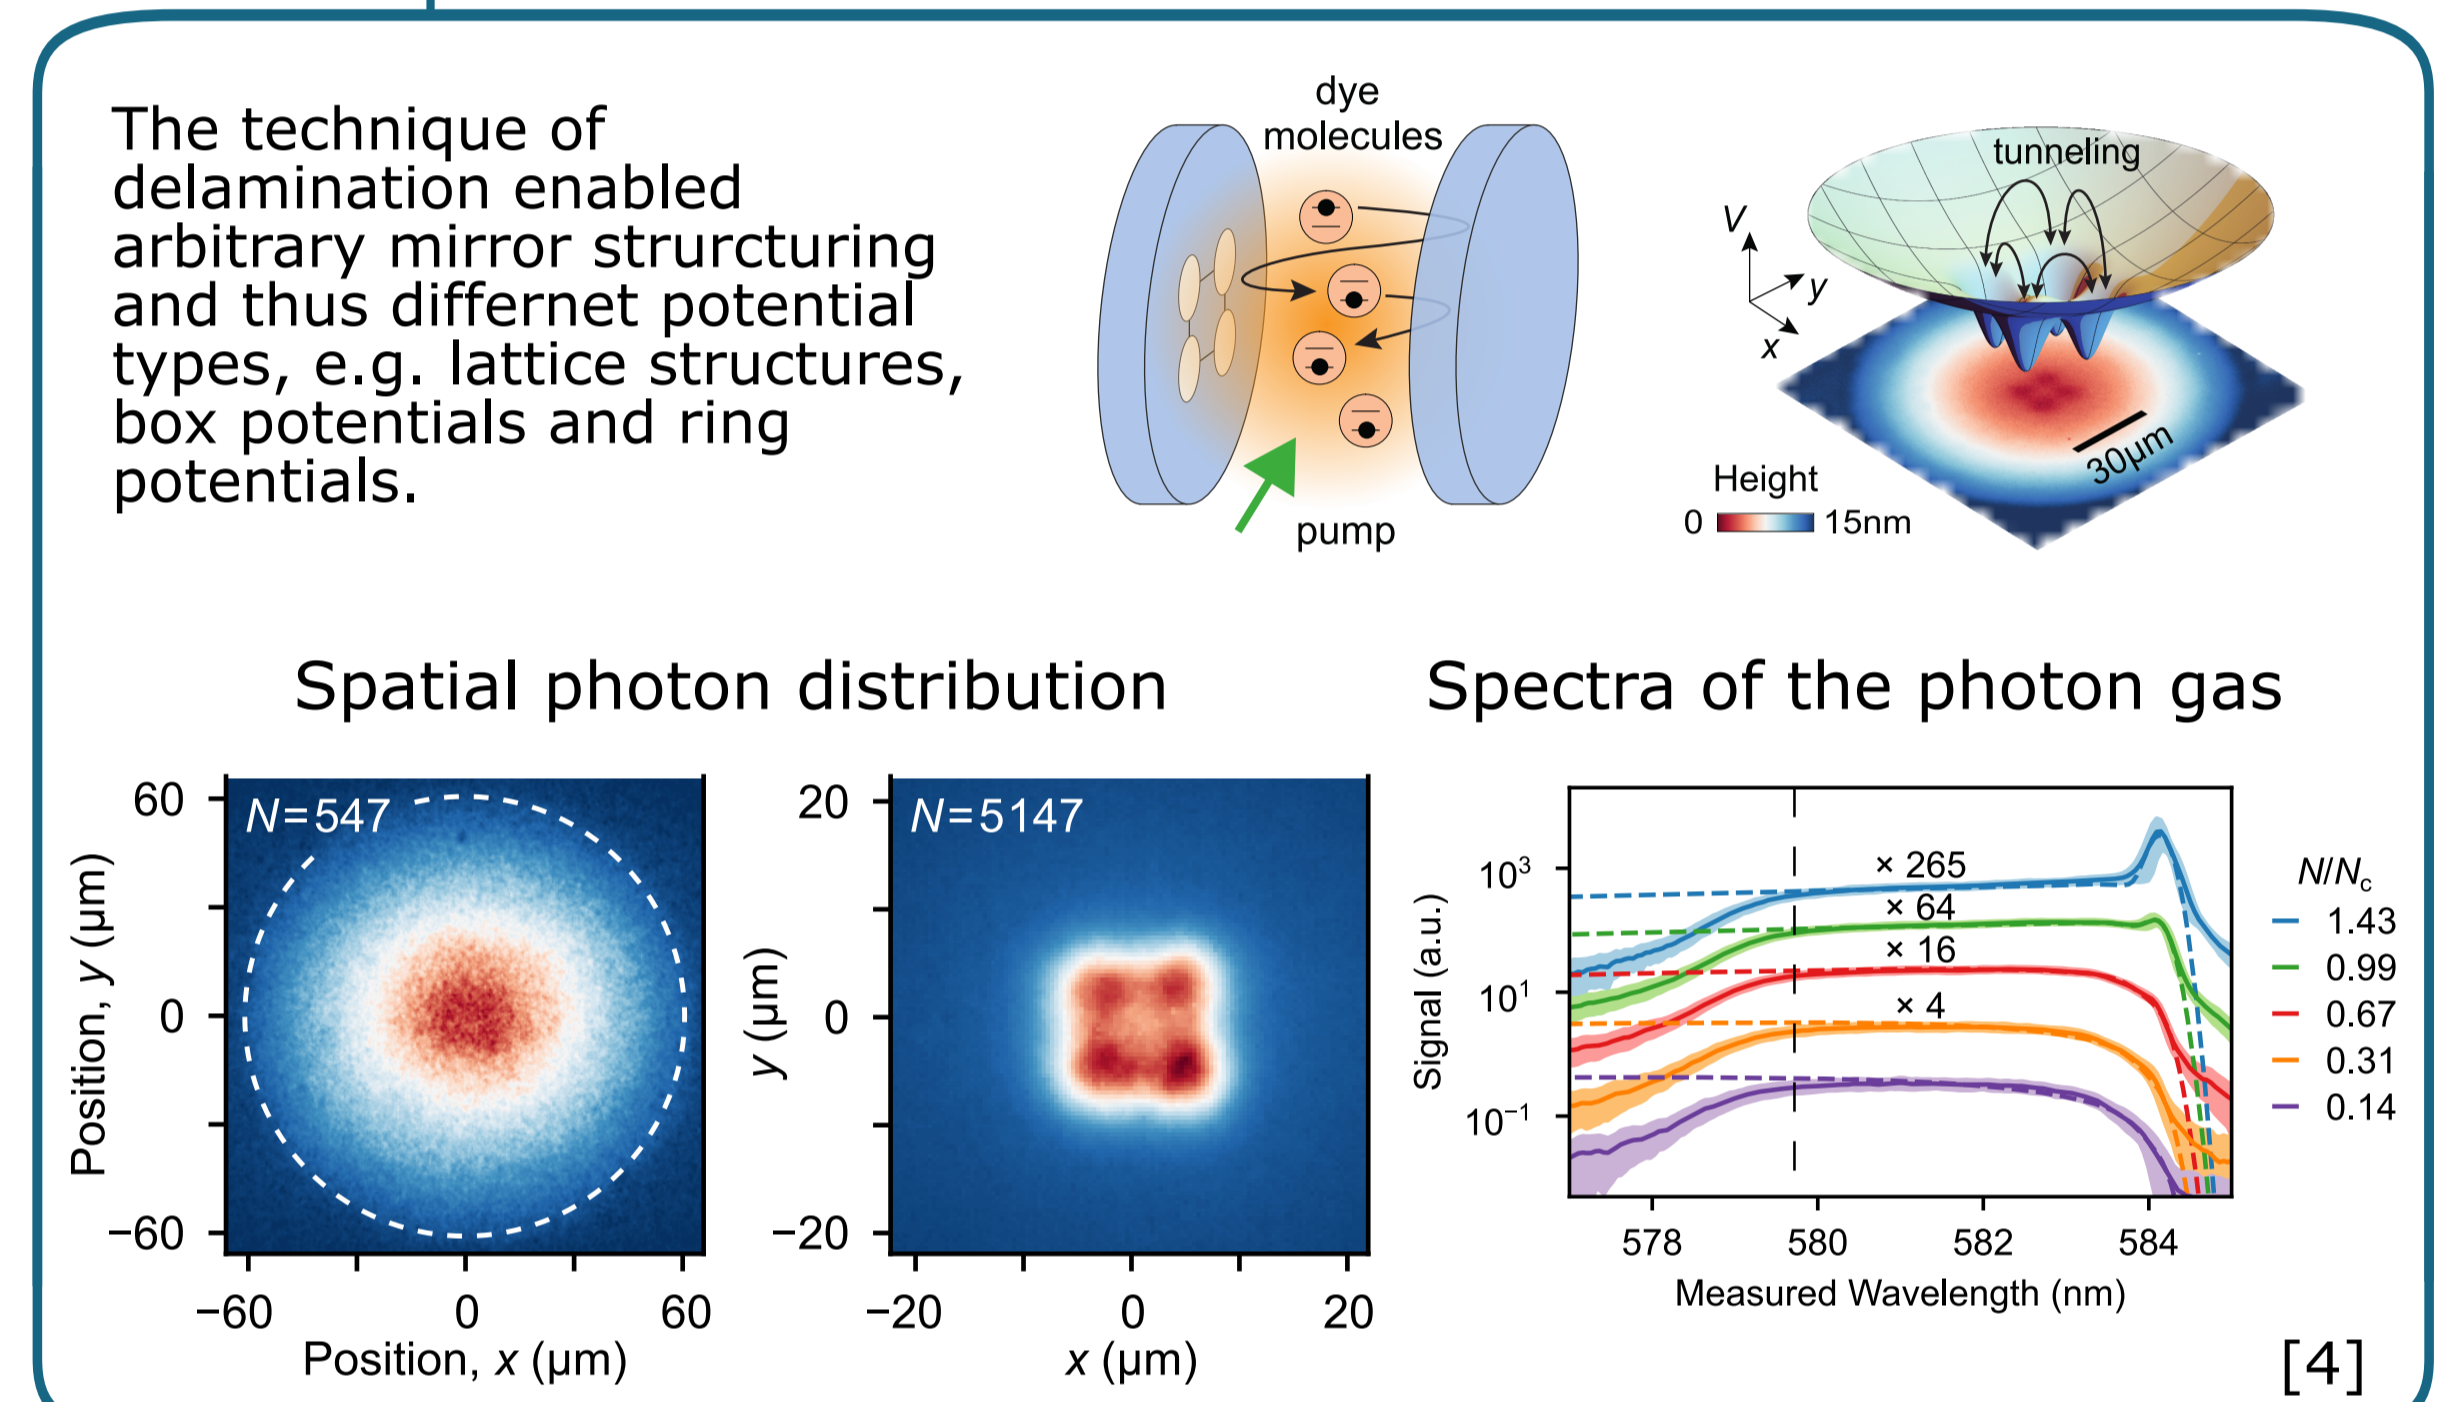 The technique of
delamination enabled
arbitrary mirror strurcturing
and thus differnet potential
types, e.g. lattice structures,
box potentials and ring
potentials.
dye
molecules
pump
tunneling
V
y
x
30μm
Height
0 15nm
Spatial photon distribution
Spectra of the photon gas
N=547
60
0
−60
Position, y (μm)
−60 0 60
Position, x (μm)
N=5147
20
0
−20
y (μm)
−20 0 20
x (μm)
× 265
× 64
× 16
× 4
10³
10¹
10⁻¹
Signal (a.u.)
578 580 582 584
Measured Wavelength (nm)
N/Nc
1.43
0.99
0.67
0.31
0.14
[4]